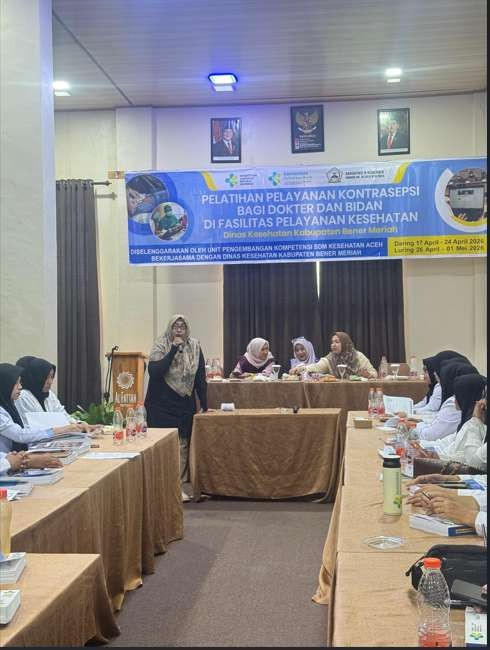 PELATIHAN PELAYANAN KONTRASEPSI
BAGI DOKTER DAN BIDAN
DI FASILITAS PELAYANAN KESEHATAN
Dinas Kesehatan Kabupaten Bener Meriah
DISELENGGARAKAN OLEH UNIT PENGEMBANGAN KOMPETENSI SDM KESEHATAN ACEH
BEKERJASAMA DENGAN DINAS KESEHATAN KABUPATEN BENER MERIAH
Daring 17 April - 24 April 2026
Luring 26 April - 01 Mei 2026